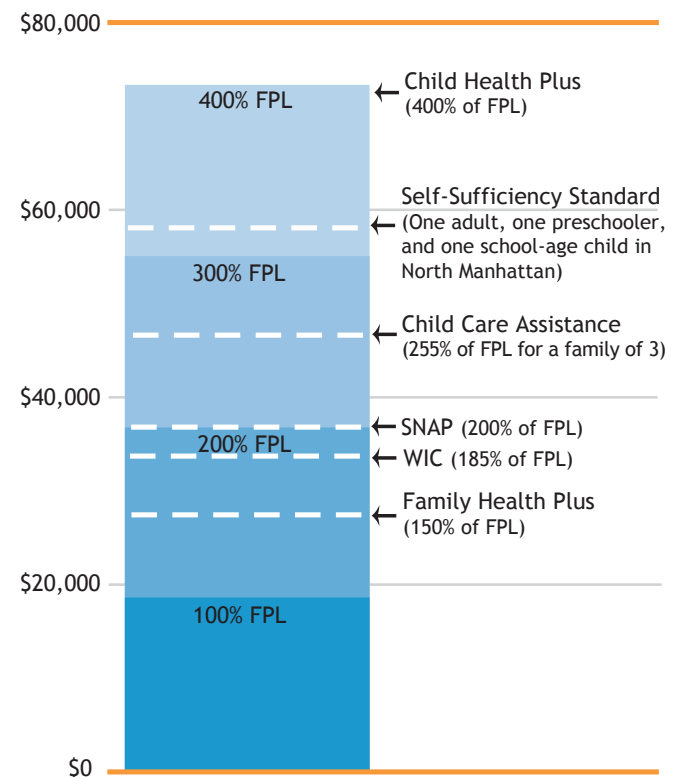 $80,000
400% FPL
Child Health Plus
(400% of FPL)
$60,000
Self-Sufficiency Standard
(One adult, one preschooler,
and one school-age child in
North Manhattan)
300% FPL
Child Care Assistance
(255% of FPL for a family of 3)
$40,000
SNAP (200% of FPL)
200% FPL
WIC (185% of FPL)
Family Health Plus
(150% of FPL)
$20,000
100% FPL
$0